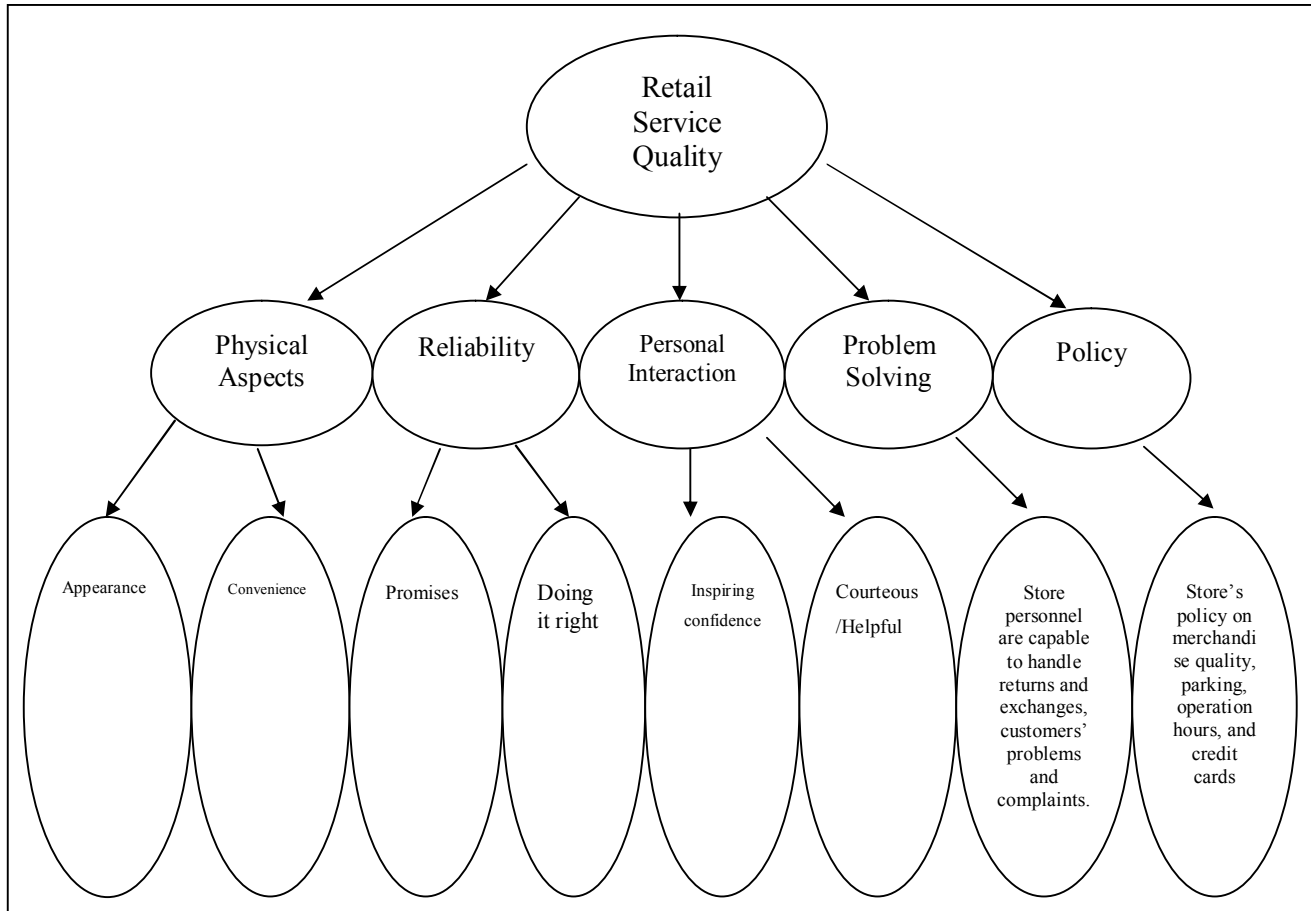 Retail
Service
Quality
Physical
Aspects
Reliability
Personal
Interaction
Problem
Solving
Policy
Appearance
Convenience
Promises
Doing
it right
Inspiring
confidence
Courteous
/Helpful
Store
personnel
are capable
to handle
returns and
exchanges,
customers’
problems
and
complaints.
Store’s
policy on
merchandi
se quality,
parking,
operation
hours, and
credit
cards